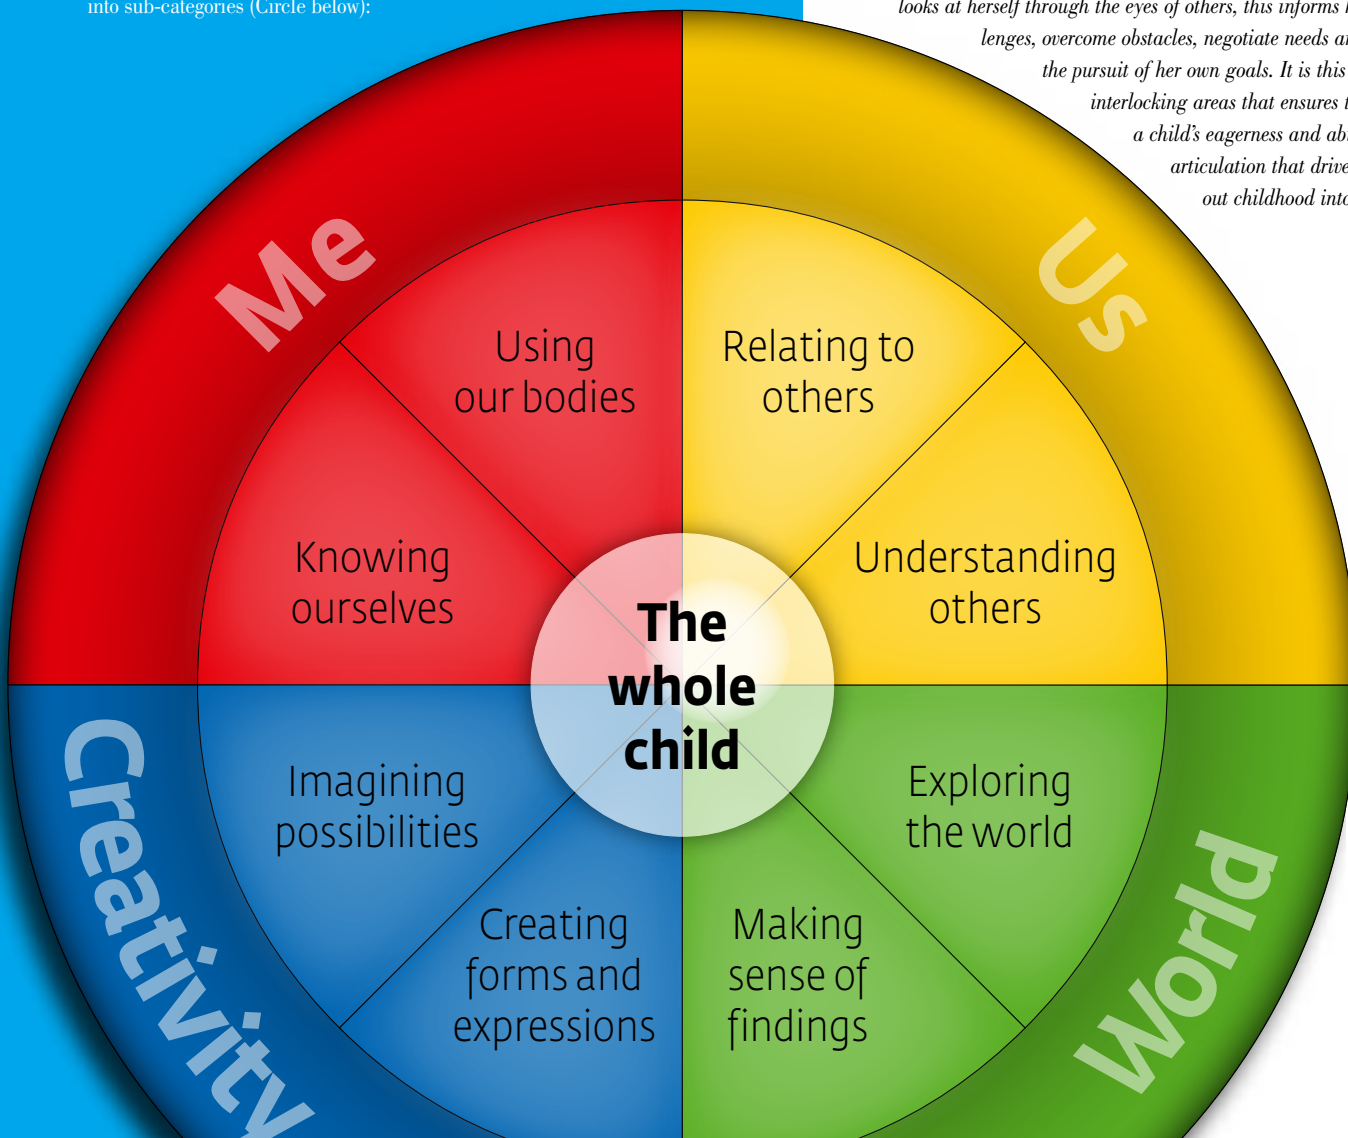 into sub-categories (Circle below):
looks at herself through the eyes of others, this informs
lenges, overcome obstacles, negotiate needs
the pursuit of her own goals. It is this
interlocking areas that ensures
a child's eagerness and
articulation that
out childhood
Me
Us
Using
our bodies
Relating to
others
Knowing
ourselves
Understanding
others
The
whole
child
Imagining
possibilities
Exploring
the world
Creating
forms and
expressions
Making
sense of
findings
Creativity
World